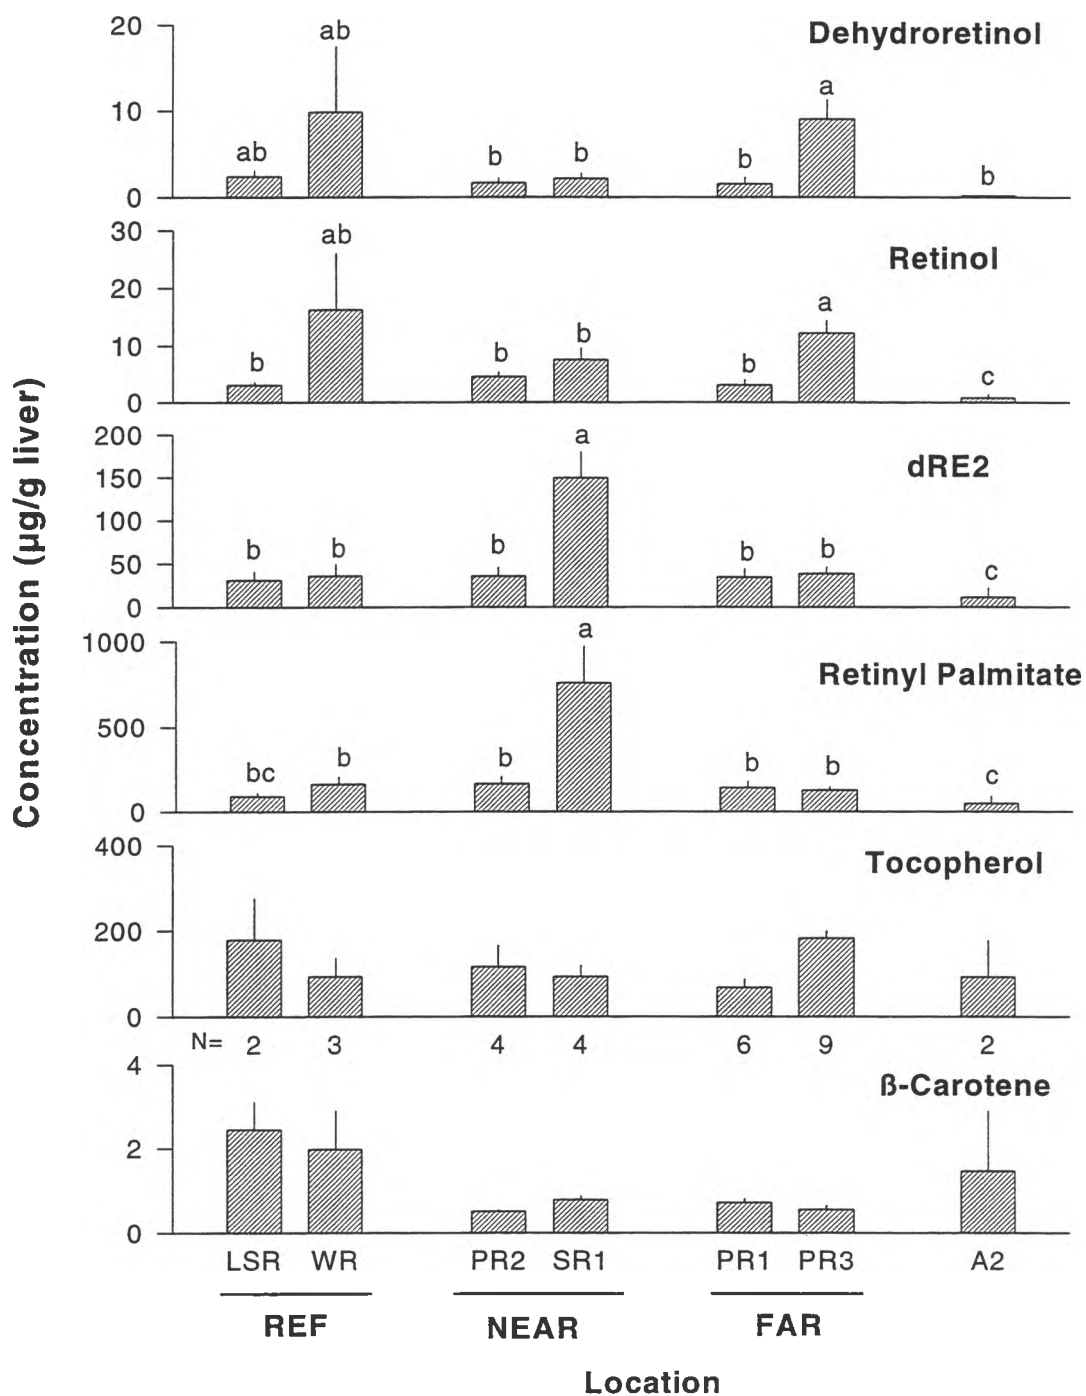 Concentration (µg/g liver)
Dehydroretinol
20
10
0
ab
ab
b
b
b
a
b
Retinol
30
20
10
0
b
ab
b
b
b
a
c
dRE2
200
150
100
50
0
b
b
b
a
b
b
c
Retinyl Palmitate
1000
500
0
bc
b
b
a
b
b
c
Tocopherol
400
200
0
N= 2 3 4 4 6 9 2
ß-Carotene
4
2
0
LSR WR PR2 SR1 PR1 PR3 A2
REF NEAR FAR
Location